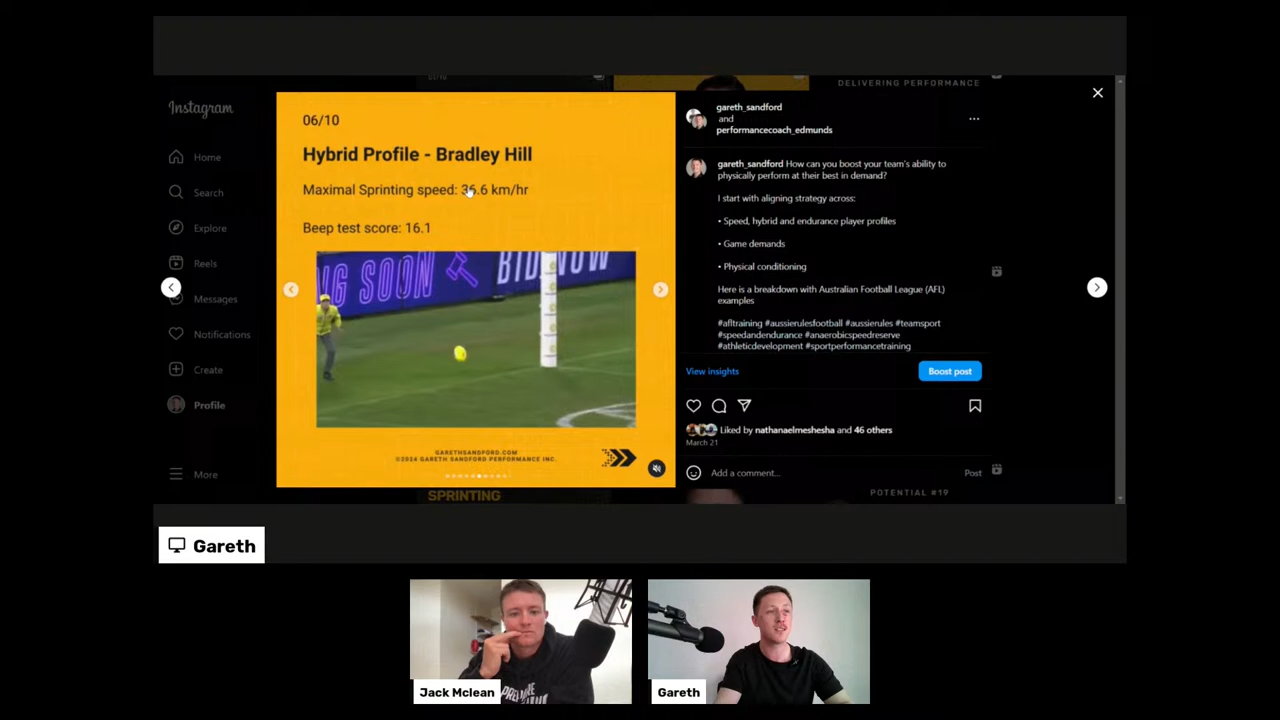 DELIVERING PERFORMANCE
Instagram
Home
Search
Explore
Reels
Messages
Notifications
Create
Profile
More
06/10
Hybrid Profile - Bradley Hill
Maximal Sprinting speed: 36.6 km/hr
Beep test score: 16.1
NG SOON
BID NOW
GARETHSANDFORD.COM
©2024 GARETH SANDFORD PERFORMANCE INC.
SPRINTING
gareth_sandford
and
performancecoach_edmunds
gareth_sandford How can you boost your team's ability to
physically perform at their best in demand?
I start with aligning strategy across:
• Speed, hybrid and endurance player profiles
• Game demands
• Physical conditioning
Here is a breakdown with Australian Football League (AFL)
examples
#afltraining #aussierulesfootball #aussierules #teamsport
#speedandendurance #anaerobicspeedreserve
#athleticdevelopment #sportperformancetraining
View insights
Boost post
Liked by nathanaelmeshesha and 46 others
March 21
Add a comment...
Post
POTENTIAL #19
Gareth
Jack Mclean
Gareth